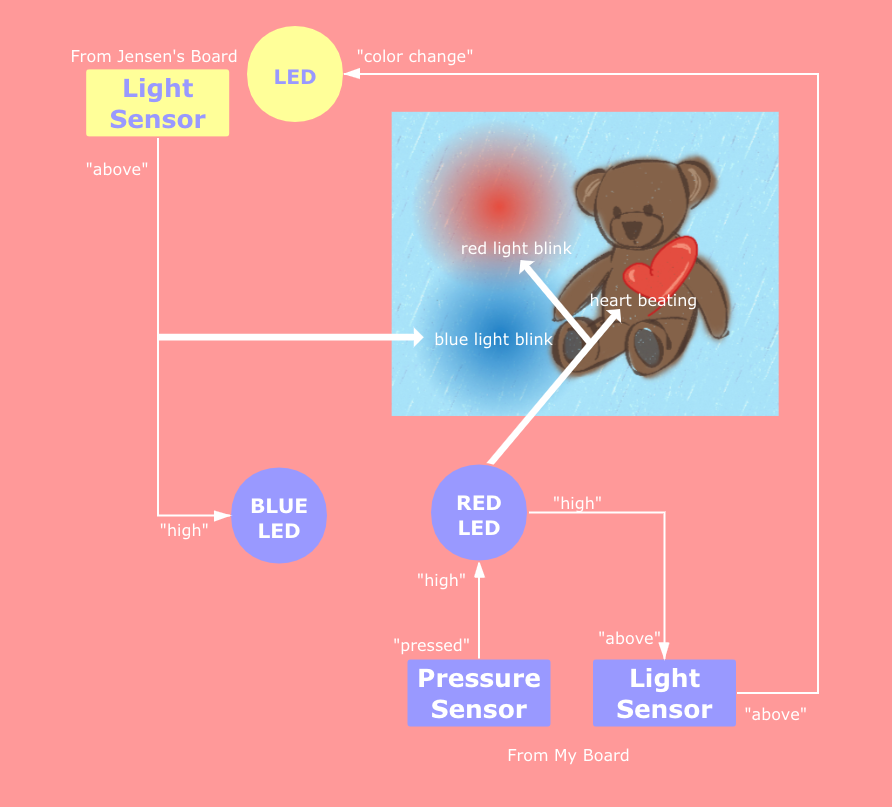 From Jensen's Board
LED
"color change"
Light
Sensor
"above"
red light blink
heart beating
blue light blink
BLUE
LED
"high"
RED
LED
"high"
"high"
"above"
"pressed"
Pressure
Sensor
Light
Sensor
"above"
From My Board